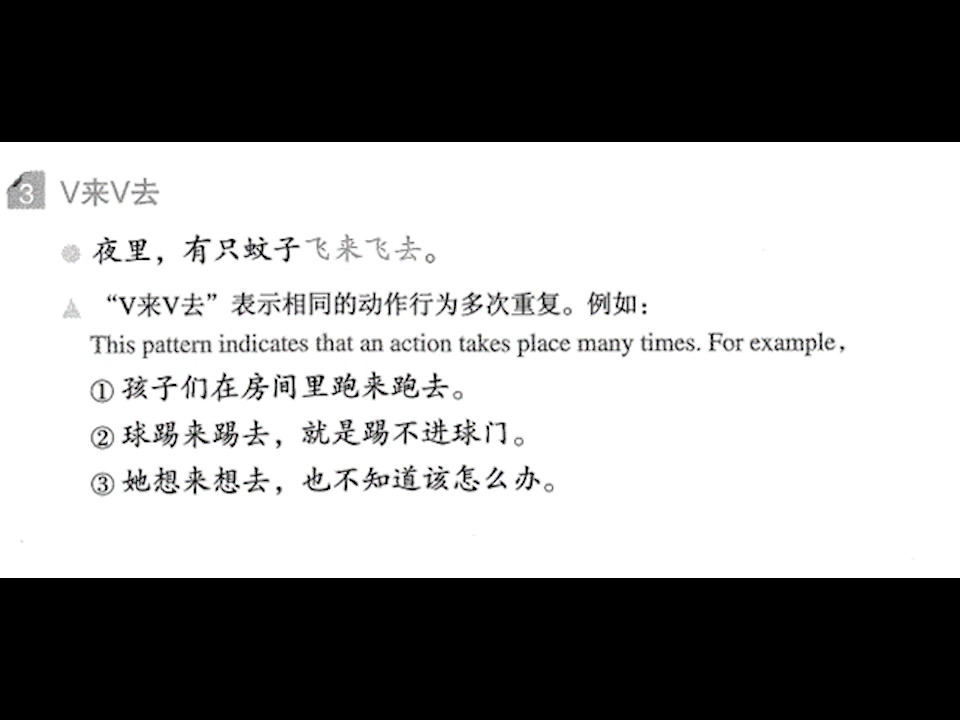 3 V来V去
夜里，有只蚊子飞来飞去。
“V来V去”表示相同的动作行为多次重复。例如：
This pattern indicates that an action takes place many times. For example,
① 孩子们在房间里跑来跑去。
② 球踢来踢去，就是踢不进球门。
③ 她想来想去，也不知道该怎么办。